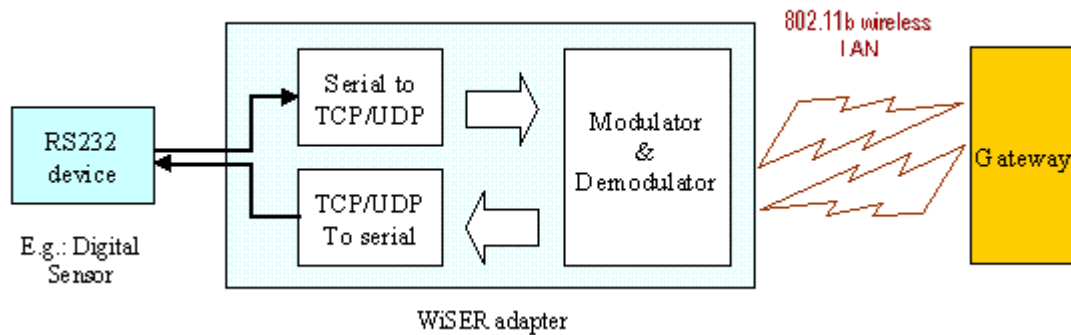 802.11b wireless
LAN
Serial to
TCP/UDP
RS232
device
Modulator
&
Demodulator
Gateway
TCP/UDP
To serial
E.g.: Digital
Sensor
WiSER adapter